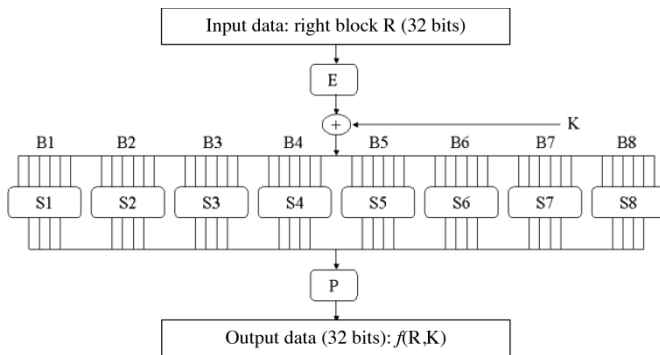 Input data: right block R (32 bits)
E
+
K
B1 B2 B3 B4 B5 B6 B7 B8
S1 S2 S3 S4 S5 S6 S7 S8
P
Output data (32 bits): f(R,K)